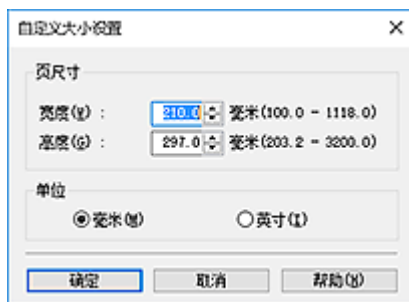 自定义大小设置
页尺寸
宽度(V) : 210.0 毫米(100.0 - 1118.0)
高度(G) : 297.0 毫米(203.2 - 3200.0)
单位
毫米(M) 英寸(I)
确定 取消 帮助(H)